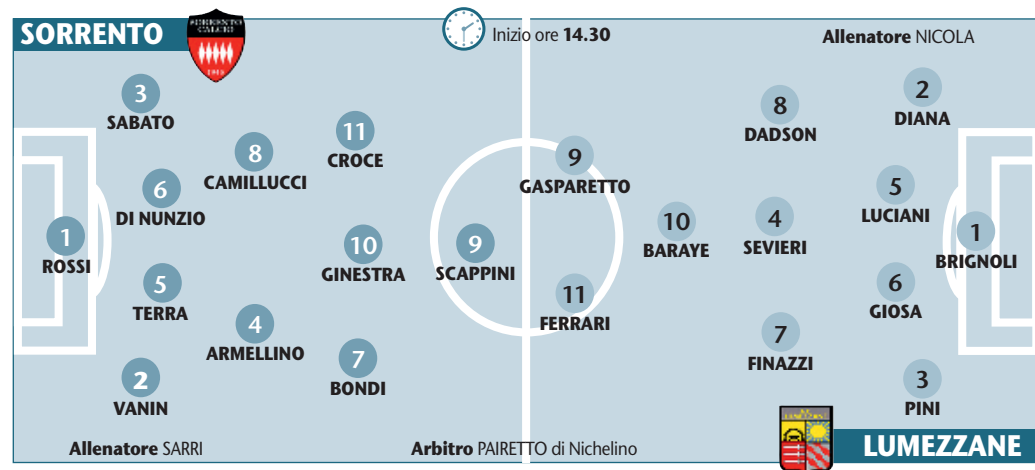 SORRENTO
SORRENTO
CALCIO
Inizio ore 14.30
Allenatore NICOLA
3
SABATO
8
CAMILLUCCI
11
CROCE
6
DI NUNZIO
1
ROSSI
10
GINESTRA
9
SCAPPINI
5
TERRA
4
ARMELLINO
7
BONDI
2
VANIN
Allenatore SARRI
Arbitro PAIRETTO di Nichelino
9
GASPARETTO
11
FERRARI
10
BARAYE
8
DADSON
4
SEVIERI
7
FINAZZI
2
DIANA
5
LUCIANI
6
GIOSA
3
PINI
1
BRIGNOLI
LUMEZZANE